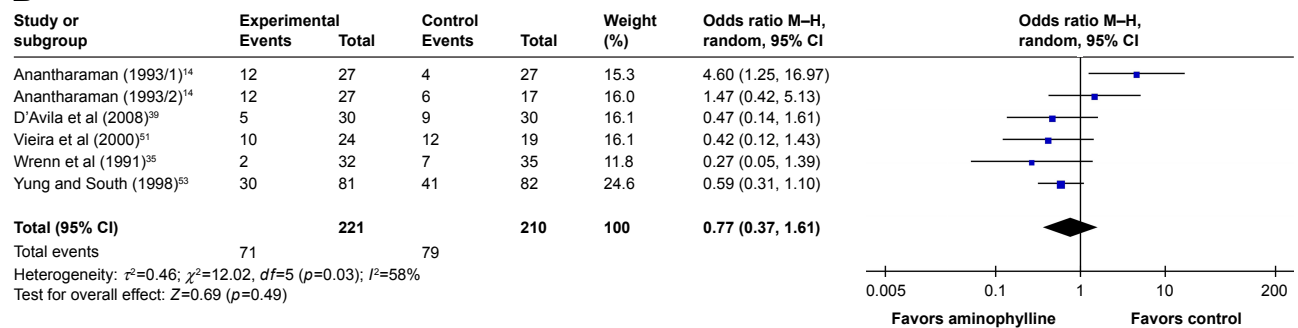 Study or subgroup Experimental Control Weight (%) Odds ratio M–H, random, 95% CI Odds ratio M–H, random, 95% CI
Events Total Events Total
Anantharaman (1993/1)¹⁴ 12 27 4 27 15.3 4.60 (1.25, 16.97)
Anantharaman (1993/2)¹⁴ 12 27 6 17 16.0 1.47 (0.42, 5.13)
D’Avila et al (2008)³⁹ 5 30 9 30 16.1 0.47 (0.14, 1.61)
Vieira et al (2000)⁵¹ 10 24 12 19 16.1 0.42 (0.12, 1.43)
Wrenn et al (1991)³⁵ 2 32 7 35 11.8 0.27 (0.05, 1.39)
Yung and South (1998)⁵³ 30 81 41 82 24.6 0.59 (0.31, 1.10)
Total (95% CI) 221 210 100 0.77 (0.37, 1.61)
Total events 71 79
Heterogeneity: τ²=0.46; χ²=12.02, df=5 (p=0.03); I²=58%
Test for overall effect: Z=0.69 (p=0.49)
0.005 0.1 1 10 200
Favors aminophylline Favors control